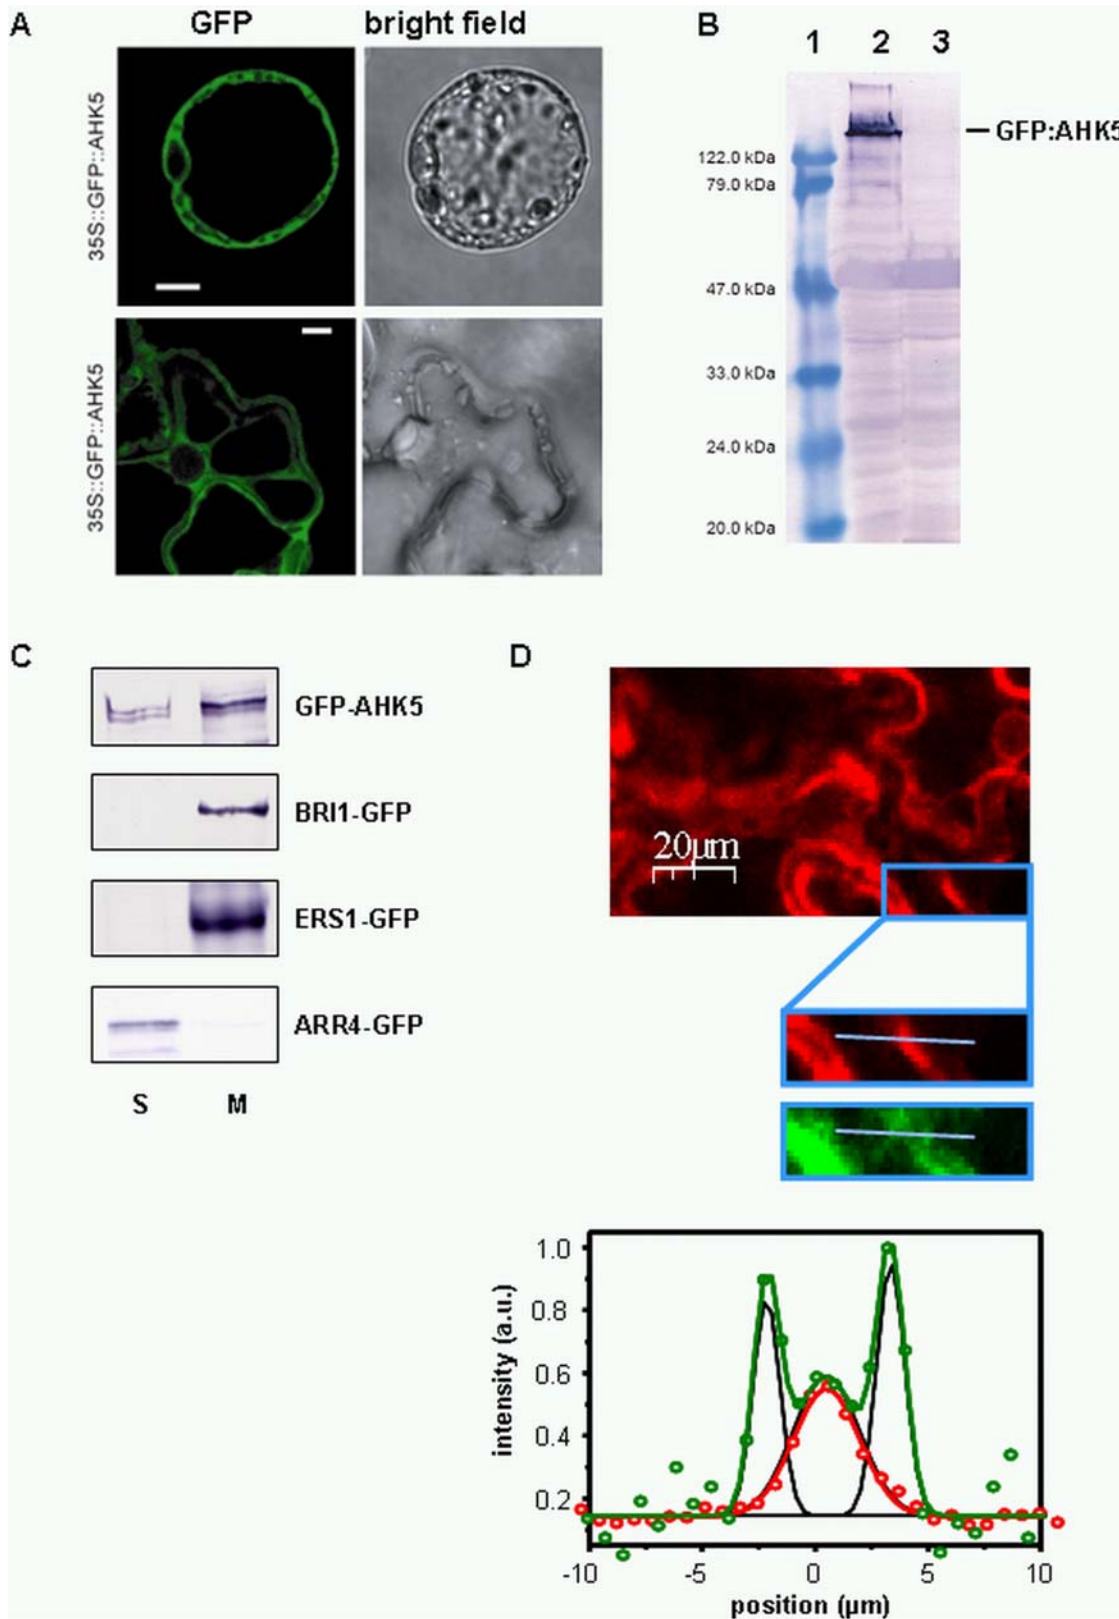 A
GFP
bright field
35S::GFP::AHK5
35S::GFP::AHK5
B
1 2 3
GFP:AHK5
122.0 kDa
79.0 kDa
47.0 kDa
33.0 kDa
24.0 kDa
20.0 kDa
C
GFP-AHK5
BRI1-GFP
ERS1-GFP
ARR4-GFP
S M
D
20µm
intensity (a.u.)
1.0
0.8
0.6
0.4
0.2
-10 -5 0 5 10
position (µm)